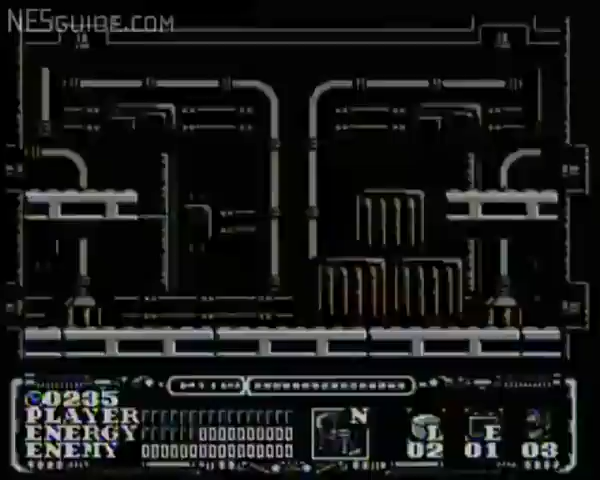 NESGUIDE.COM
0235
PLAYER
ENERGY
ENEMY
N
L E
02 01 03